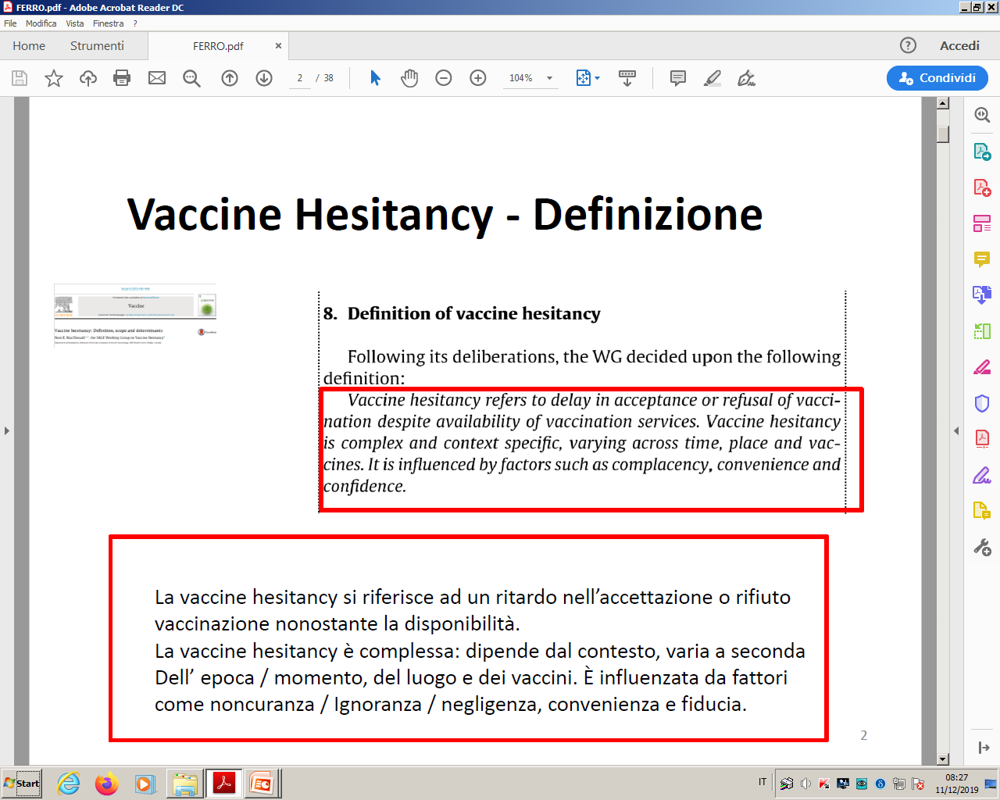 FERRO.pdf - Adobe Acrobat Reader DC
File Modifica Vista Finestra ?
Home Strumenti FERRO.pdf × ? Accedi
2 / 38 104% Condividi
Vaccine Hesitancy - Definizione
Vaccine
Vaccine hesitancy: Definition, scope and determinants
8. Definition of vaccine hesitancy
Following its deliberations, the WG decided upon the following
definition:
Vaccine hesitancy refers to delay in acceptance or refusal of vacci-
nation despite availability of vaccination services. Vaccine hesitancy
is complex and context specific, varying across time, place and vac-
cines. It is influenced by factors such as complacency, convenience and
confidence.
La vaccine hesitancy si riferisce ad un ritardo nell’accettazione o rifiuto
vaccinazione nonostante la disponibilità.
La vaccine hesitancy è complessa: dipende dal contesto, varia a seconda
Dell’ epoca / momento, del luogo e dei vaccini. È influenzata da fattori
come noncuranza / Ignoranza / negligenza, convenienza e fiducia.
2
Start IT 08:27
11/12/2019